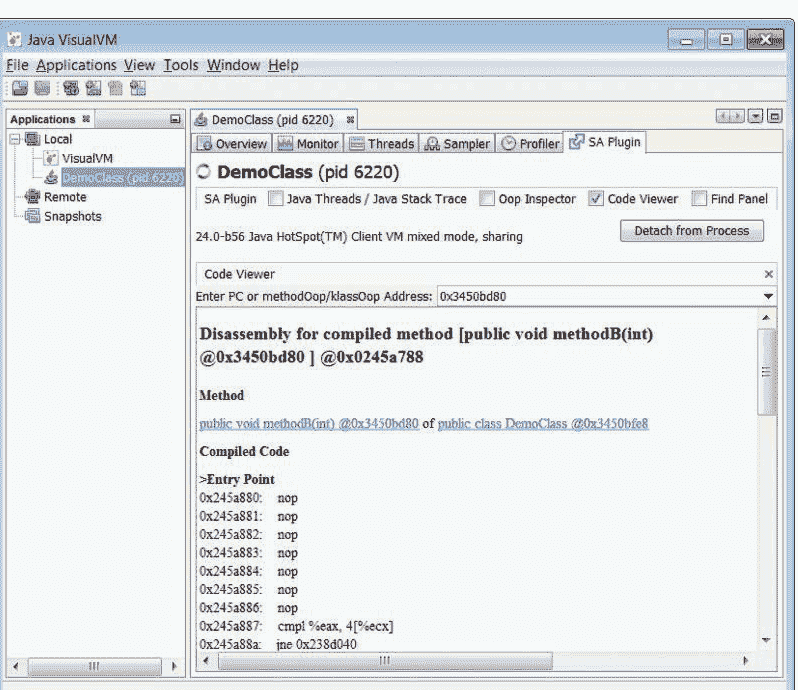 Java VisualVM
File Applications View Tools Window Help
Applications
DemoClass (pid 6220)
Local
VisualVM
DemoClass (pid 6220)
Remote
Snapshots
Overview Monitor Threads Sampler Profiler SA Plugin
DemoClass (pid 6220)
SA Plugin Java Threads / Java Stack Trace Oop Inspector Code Viewer Find Panel
24.0-b56 Java HotSpot(TM) Client VM mixed mode, sharing
Detach from Process
Code Viewer
Enter PC or methodOop/klassOop Address: 0x3450bd80
Disassembly for compiled method [public void methodB(int)
@0x3450bd80 ] @0x0245a788
Method
public void methodB(int) @0x3450bd80 of public class DemoClass @0x3450bfe8
Compiled Code
>Entry Point
0x245a880: nop
0x245a881: nop
0x245a882: nop
0x245a883: nop
0x245a884: nop
0x245a885: nop
0x245a886: nop
0x245a887: cmpl %eax, 4[%ecx]
0x245a88a: jne 0x238d040